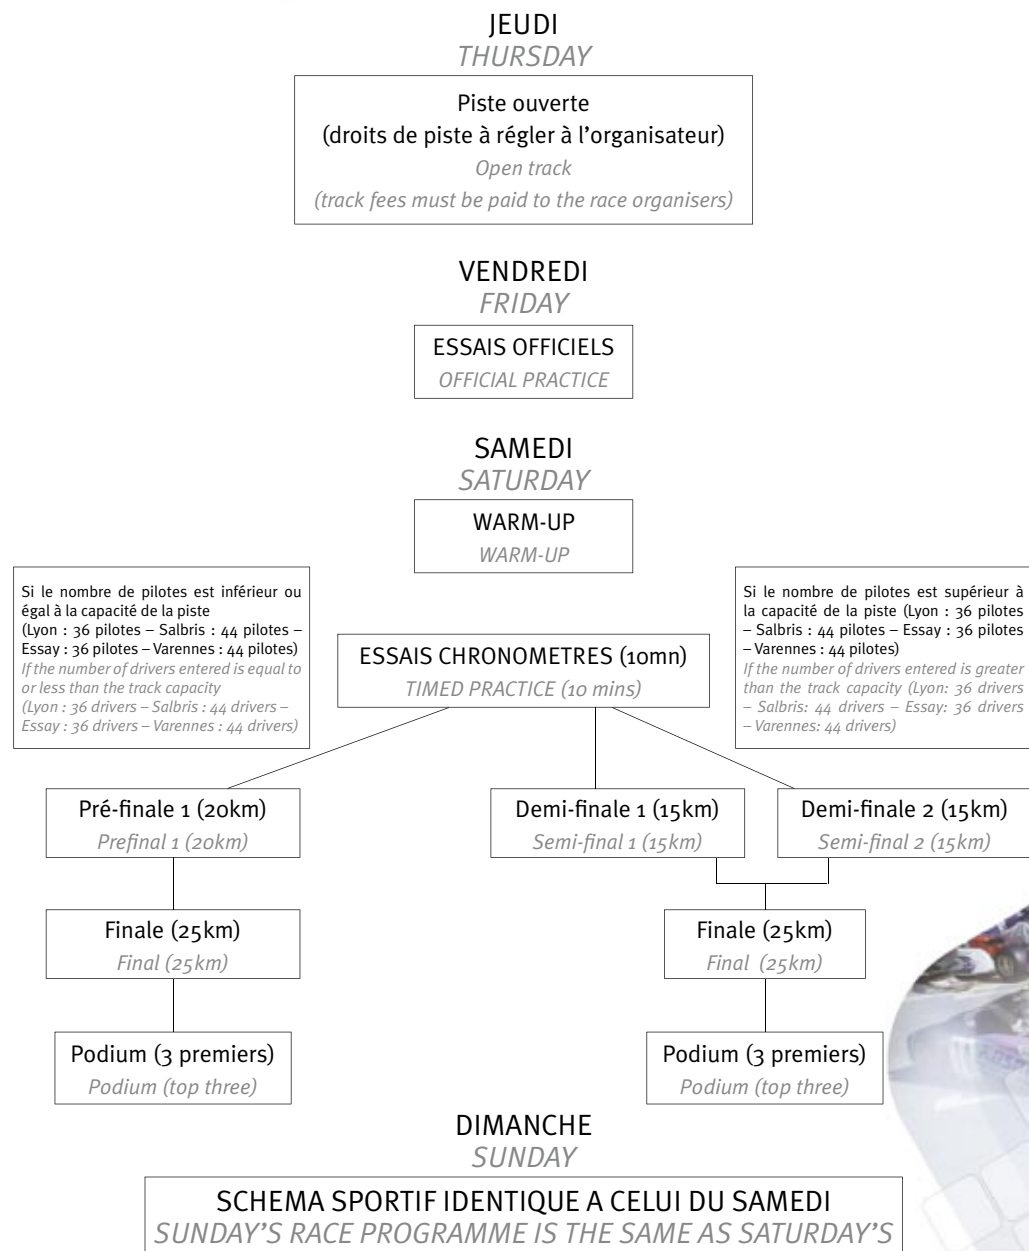 JEUDI
THURSDAY
Piste ouverte
(droits de piste à régler à l’organisateur)
Open track
(track fees must be paid to the race organisers)
VENDREDI
FRIDAY
ESSAIS OFFICIELS
OFFICIAL PRACTICE
SAMEDI
SATURDAY
WARM-UP
WARM-UP
Si le nombre de pilotes est inférieur ou
égal à la capacité de la piste
(Lyon : 36 pilotes – Salbris : 44 pilotes –
Essay : 36 pilotes – Varennes : 44 pilotes)
If the number of drivers entered is equal to
or less than the track capacity
(Lyon : 36 drivers – Salbris : 44 drivers –
Essay : 36 drivers – Varennes : 44 drivers)
ESSAIS CHRONOMETRES (10mn)
TIMED PRACTICE (10 mins)
Si le nombre de pilotes est supérieur à
la capacité de la piste (Lyon : 36 pilotes
– Salbris : 44 pilotes – Essay : 36 pilotes
– Varennes : 44 pilotes)
If the number of drivers entered is greater
than the track capacity (Lyon: 36 drivers
– Salbris: 44 drivers – Essay: 36 drivers
– Varennes: 44 drivers)
Pré-finale 1 (20km)
Prefinal 1 (20km)
Demi-finale 1 (15km)
Semi-final 1 (15km)
Demi-finale 2 (15km)
Semi-final 2 (15km)
Finale (25km)
Final (25km)
Finale (25km)
Final (25km)
Podium (3 premiers)
Podium (top three)
Podium (3 premiers)
Podium (top three)
DIMANCHE
SUNDAY
SCHEMA SPORTIF IDENTIQUE A CELUI DU SAMEDI
SUNDAY’S RACE PROGRAMME IS THE SAME AS SATURDAY’S